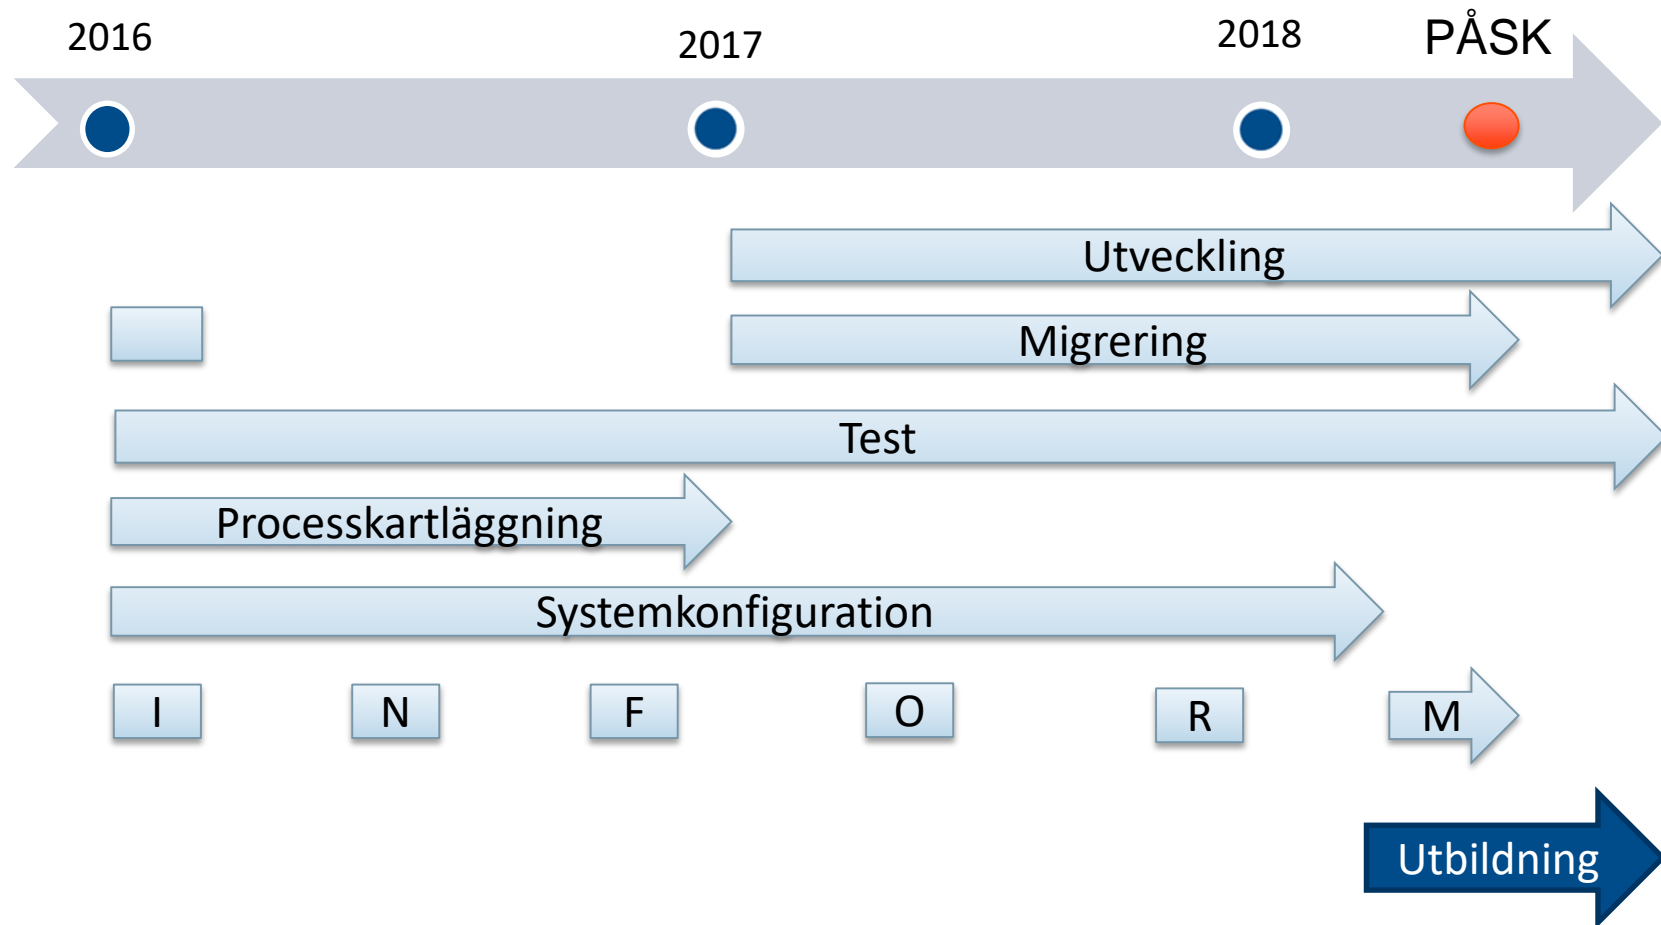 2016
2017
2018
PÅSK
Utveckling
Migrering
Test
Processkartläggning
Systemkonfiguration
I N F O R M
Utbildning